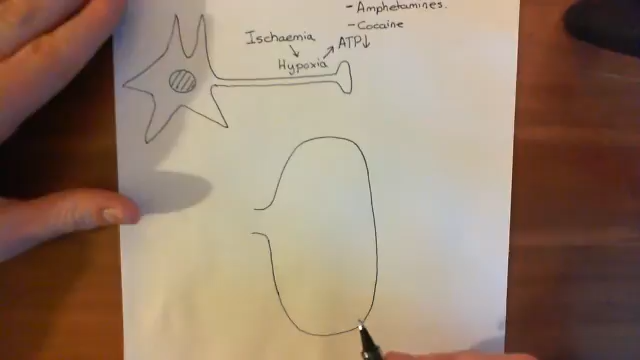 - Amphetamines.
- Cocaine
Ischaemia
ATP↓
Hypoxia